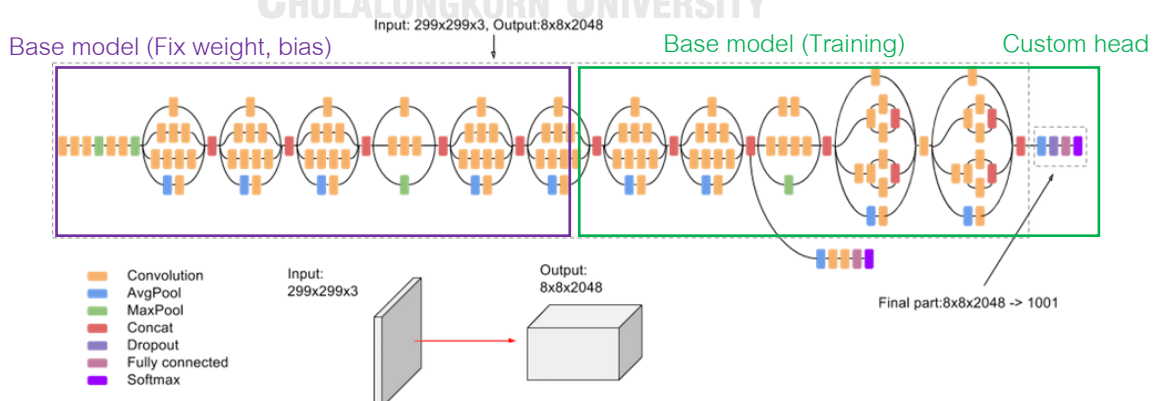 CHULALONGKORN UNIVERSITY
Input: 299x299x3, Output:8x8x2048
Base model (Fix weight, bias)
Base model (Training)
Custom head
Convolution
AvgPool
MaxPool
Concat
Dropout
Fully connected
Softmax
Input:
299x299x3
Output:
8x8x2048
Final part:8x8x2048 -> 1001